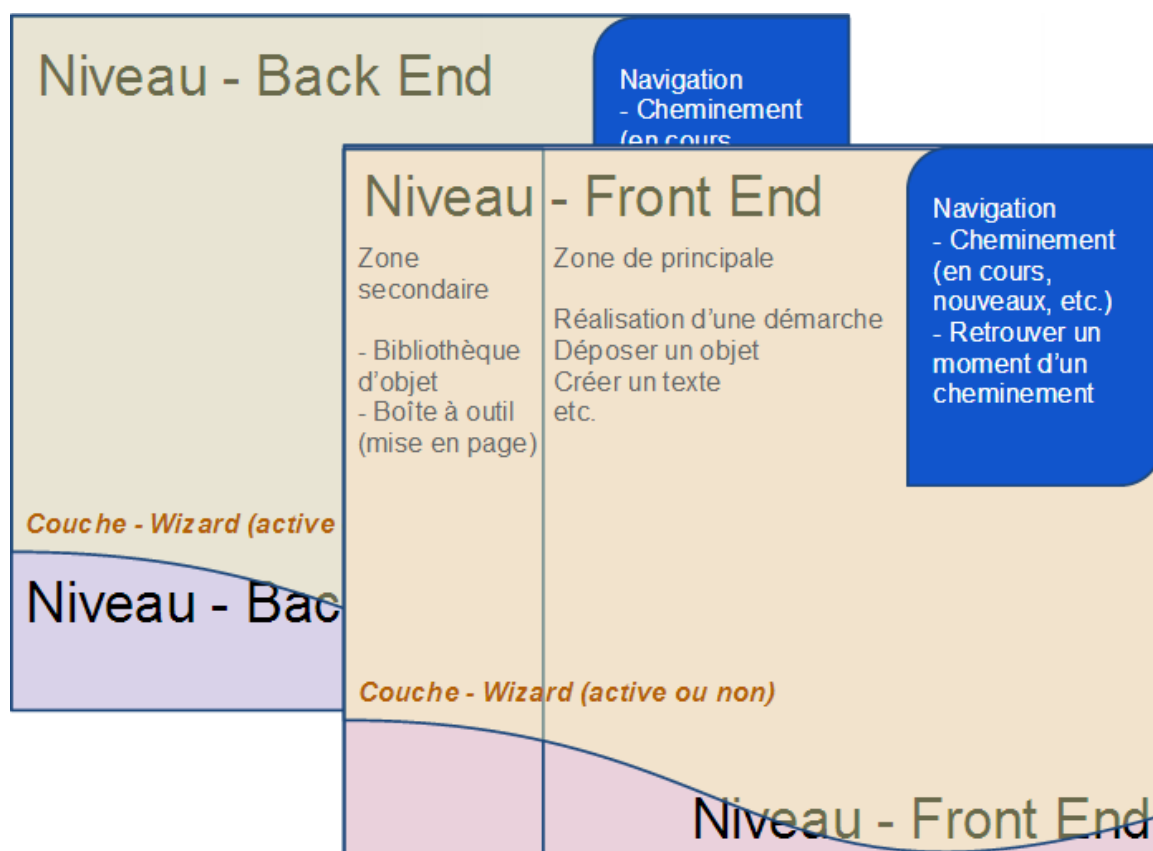 Niveau - Back End
Navigation
- Cheminement
(en cours
Niveau - Front End
Zone
secondaire
- Bibliothèque
d'objet
- Boîte à outil
(mise en page)
Zone de principale
Réalisation d'une démarche
Déposer un objet
Créer un texte
etc.
Navigation
- Cheminement
(en cours,
nouveaux, etc.)
- Retrouver un
moment d'un
cheminement
Couche - Wizard (active
Niveau - Bac
Couche - Wizard (active ou non)
Niveau - Front End